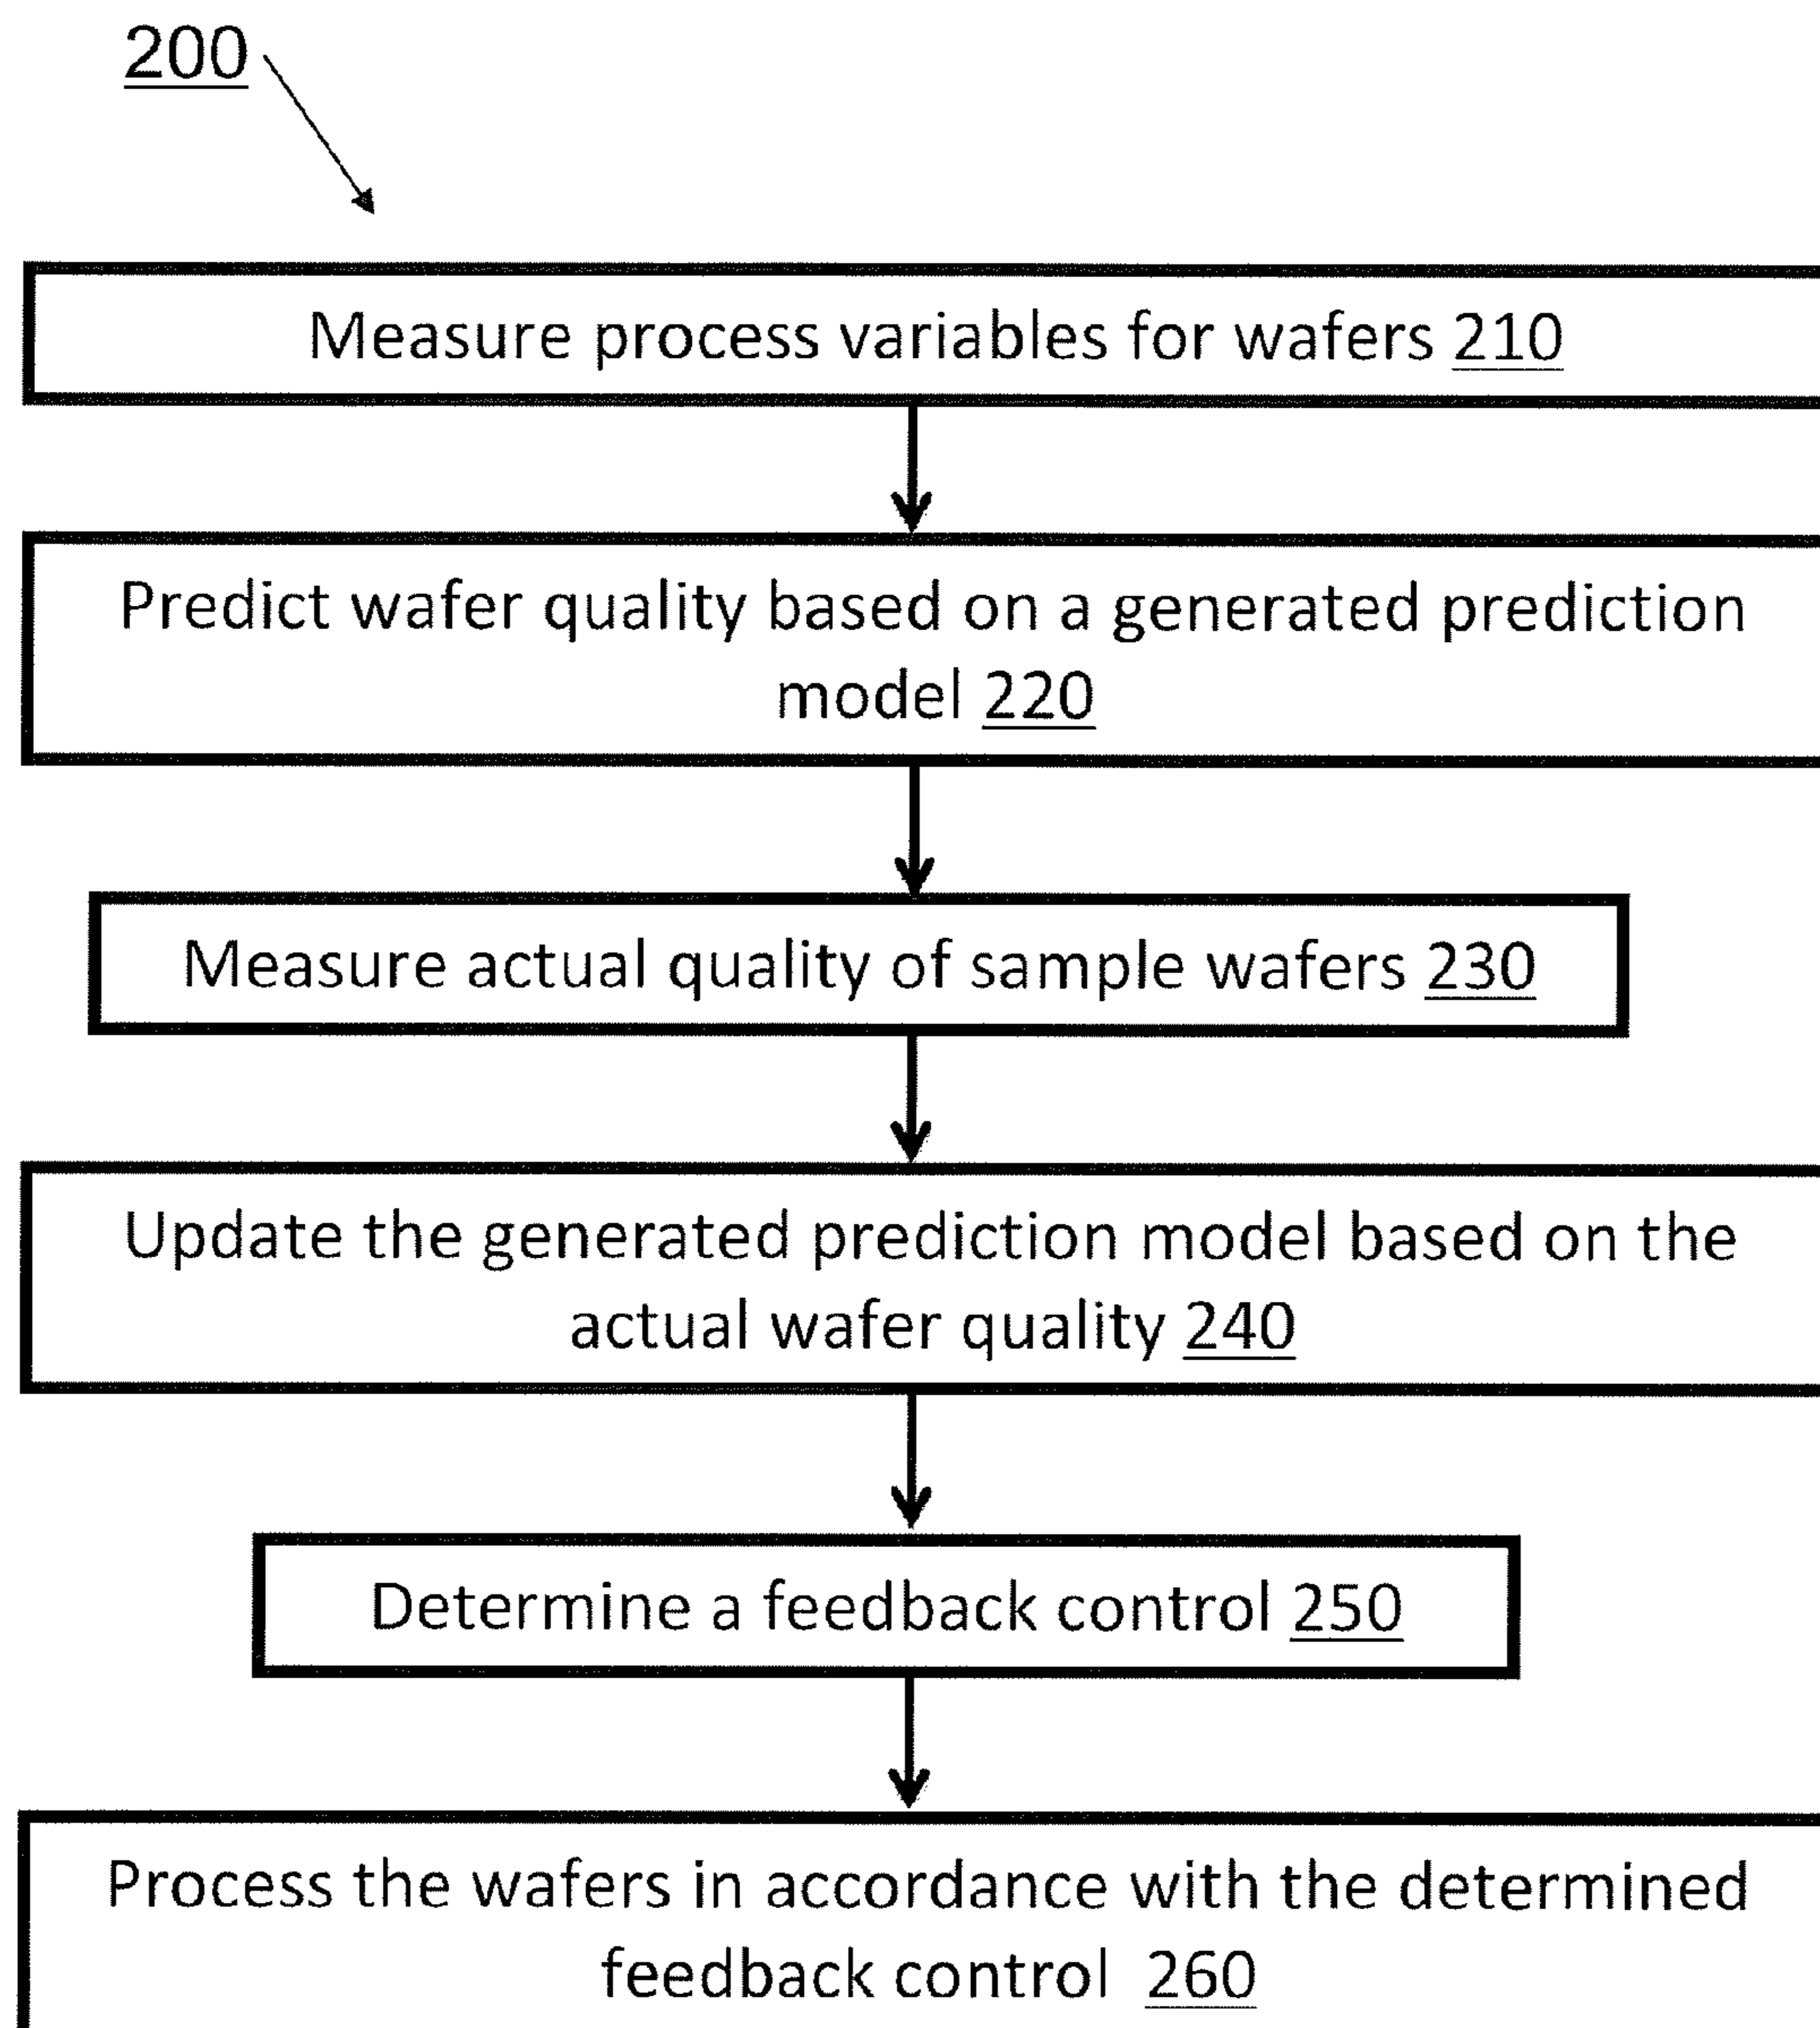 200
Measure process variables for wafers 210
Predict wafer quality based on a generated prediction
model 220
Measure actual quality of sample wafers 230
Update the generated prediction model based on the
actual wafer quality 240
Determine a feedback control 250
Process the wafers in accordance with the determined
feedback control 260